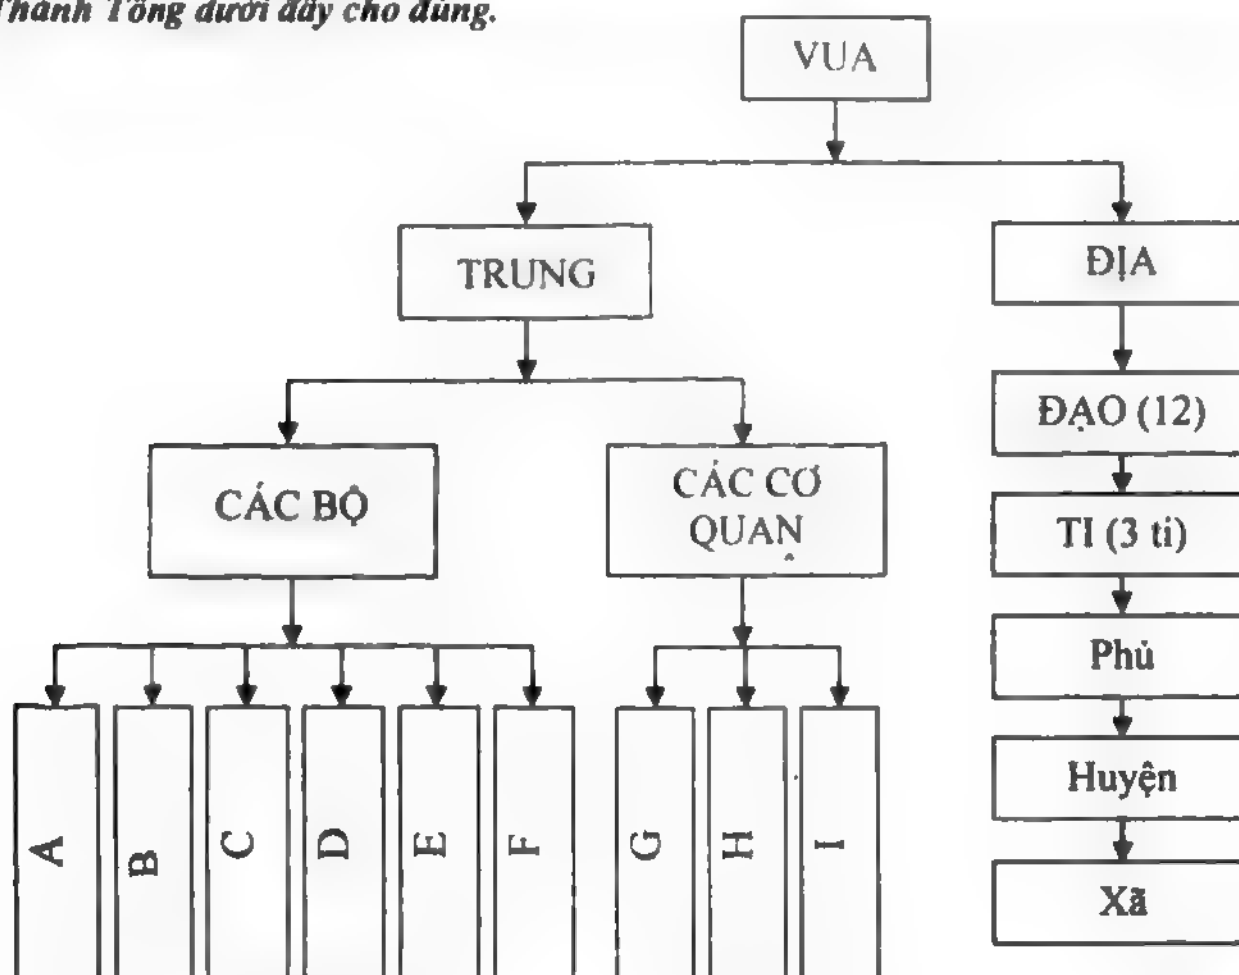 Thánh Tông dưới đây cho đúng.
VUA
TRUNG
ĐỊA
CÁC BỘ
CÁC CƠ
QUAN
ĐẠO (12)
TI (3 ti)
Phủ
Huyện
Xã
A
B
C
D
E
F
G
H
I